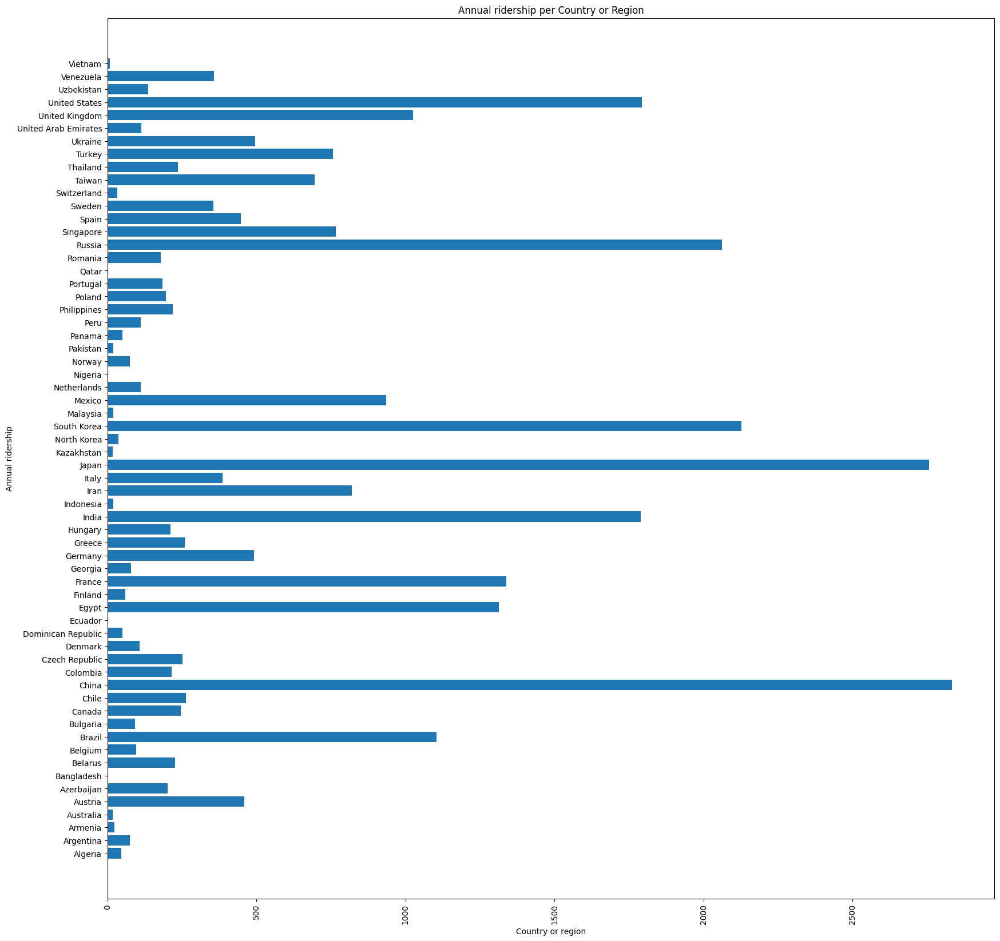 Annual ridership per Country or Region
Vietnam
Venezuela
Uzbekistan
United States
United Kingdom
United Arab Emirates
Ukraine
Turkey
Thailand
Taiwan
Switzerland
Sweden
Spain
Singapore
Russia
Romania
Qatar
Portugal
Poland
Philippines
Peru
Panama
Pakistan
Norway
Nigeria
Netherlands
Mexico
Malaysia
South Korea
North Korea
Kazakhstan
Japan
Italy
Iran
Indonesia
India
Hungary
Greece
Germany
Georgia
France
Finland
Egypt
Ecuador
Dominican Republic
Denmark
Czech Republic
Colombia
China
Chile
Canada
Bulgaria
Brazil
Belgium
Belarus
Bangladesh
Azerbaijan
Austria
Australia
Armenia
Argentina
Algeria
Annual ridership
0
500
1000
1500
2000
2500
Country or region